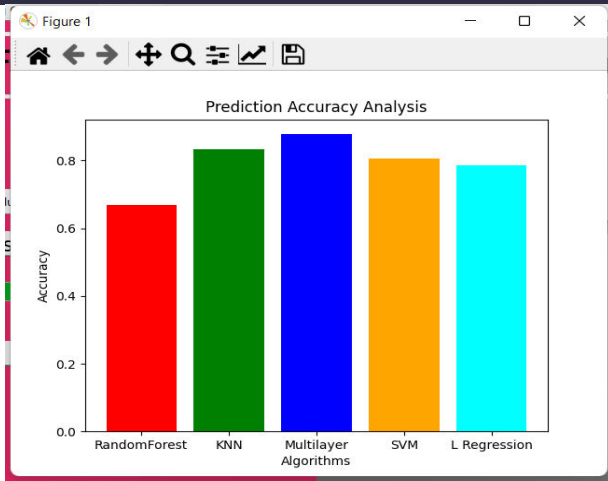 Figure 1
Prediction Accuracy Analysis
0.8
0.6
0.4
0.2
0.0
Accuracy
RandomForest KNN Multilayer SVM L Regression
Algorithms